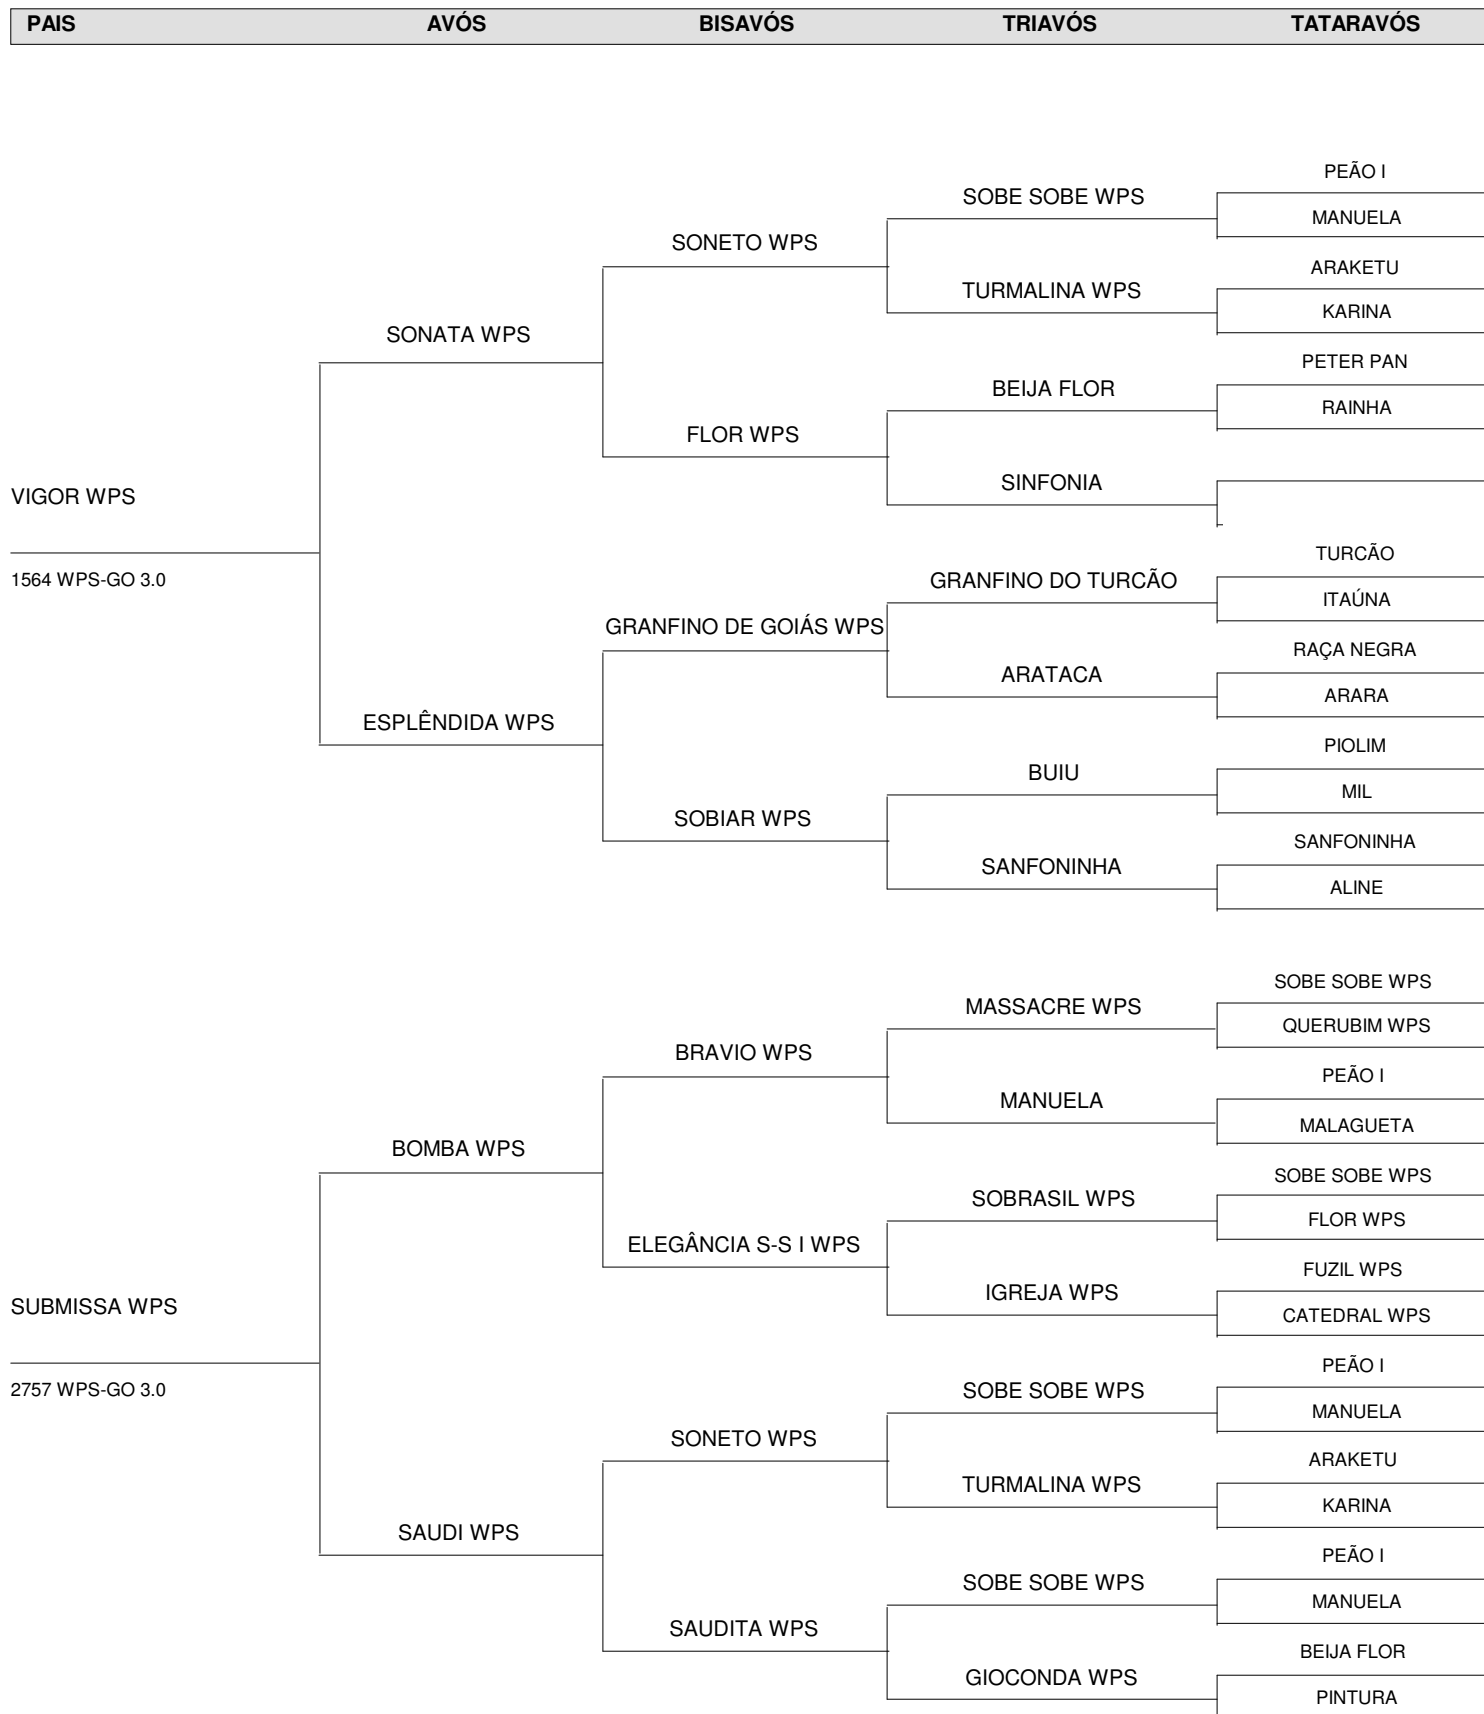 PAIS AVÓS BISAVÓS TRIAVÓS TATARAVÓS
PEÃO I
SOBE SOBE WPS
MANUELA
SONETO WPS
ARAKETU
TURMALINA WPS
KARINA
SONATA WPS
PETER PAN
BEIJA FLOR
RAINHA
FLOR WPS
SINFONIA
VIGOR WPS
TURCÃO
1564 WPS-GO 3.0
GRANFINO DO TURCÃO
ITAÚNA
GRANFINO DE GOIÁS WPS
RAÇA NEGRA
ARATACA
ARARA
ESPLÊNDIDA WPS
PIOLIM
BUIU
MIL
SOBIAR WPS
SANFONINHA
SANFONINHA
ALINE
SOBE SOBE WPS
MASSACRE WPS
QUERUBIM WPS
BRAVIO WPS
PEÃO I
MANUELA
MALAGUETA
BOMBA WPS
SOBE SOBE WPS
SOBRASIL WPS
FLOR WPS
ELEGÂNCIA S-S I WPS
FUZIL WPS
IGREJA WPS
CATEDRAL WPS
SUBMISSA WPS
PEÃO I
2757 WPS-GO 3.0
SOBE SOBE WPS
MANUELA
SONETO WPS
ARAKETU
TURMALINA WPS
KARINA
SAUDI WPS
PEÃO I
SOBE SOBE WPS
MANUELA
SAUDITA WPS
BEIJA FLOR
GIOCONDA WPS
PINTURA